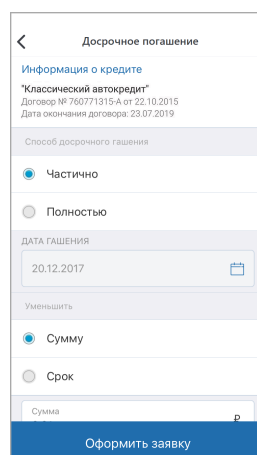 Досрочное погашение
Информация о кредите
"Классический автокредит"
Договор № 760771315-А от 22.10.2015
Дата окончания договора: 23.07.2019
Способ досрочного гашения
Частично
Полностью
ДАТА ГАШЕНИЯ
20.12.2017
Уменьшить
Сумму
Срок
Сумма
₽
Оформить заявку